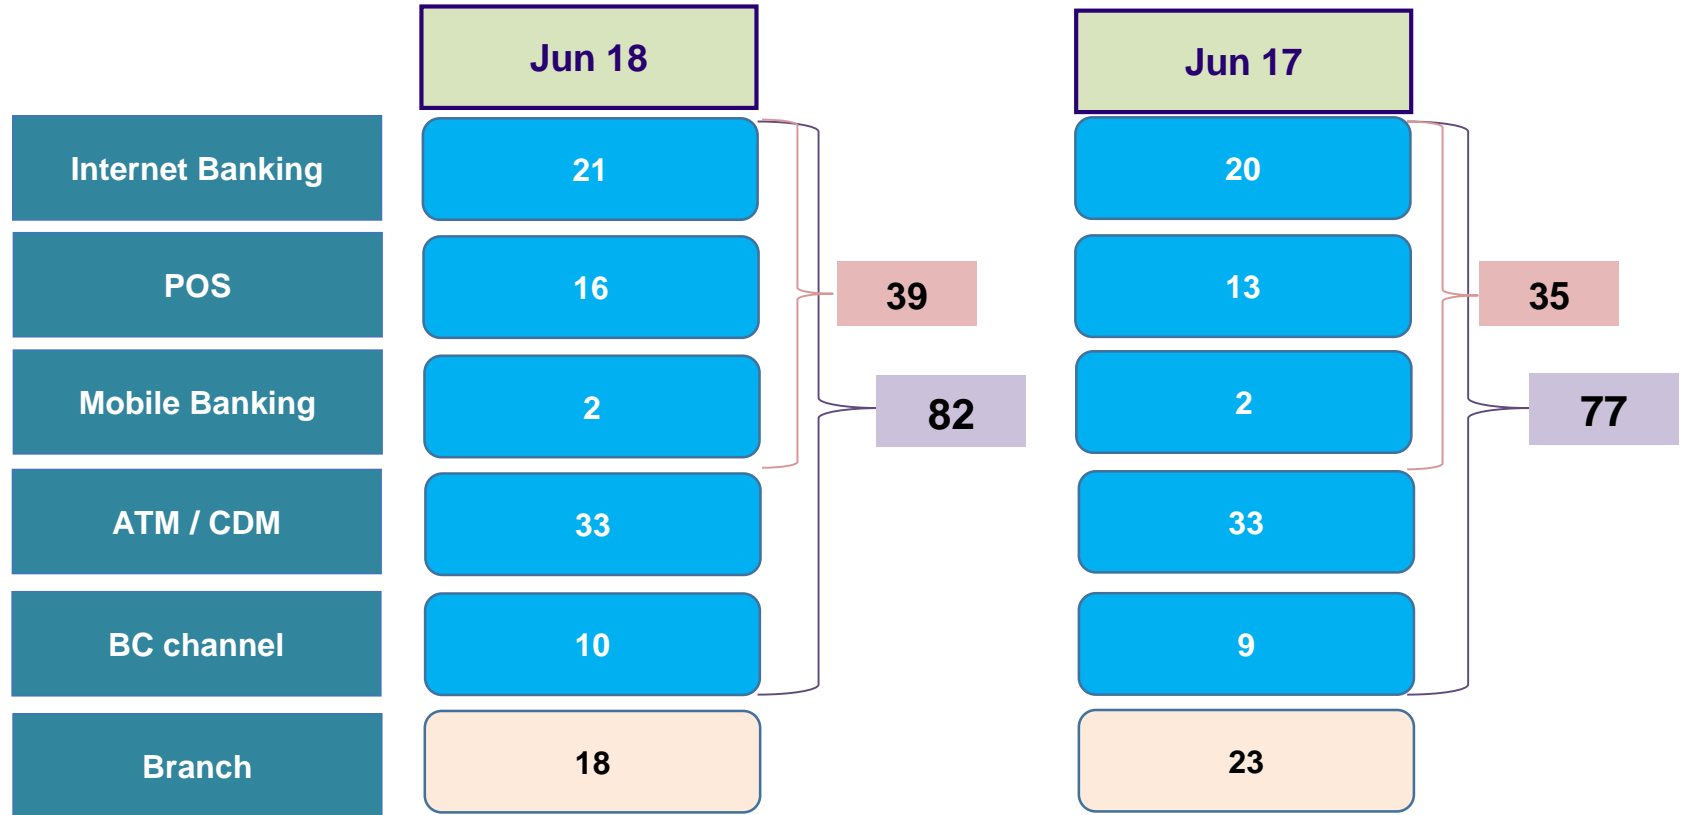 Jun 18
Jun 17
Internet Banking
21
20
POS
16
39
13
35
Mobile Banking
2
82
2
77
ATM / CDM
33
33
BC channel
10
9
Branch
18
23